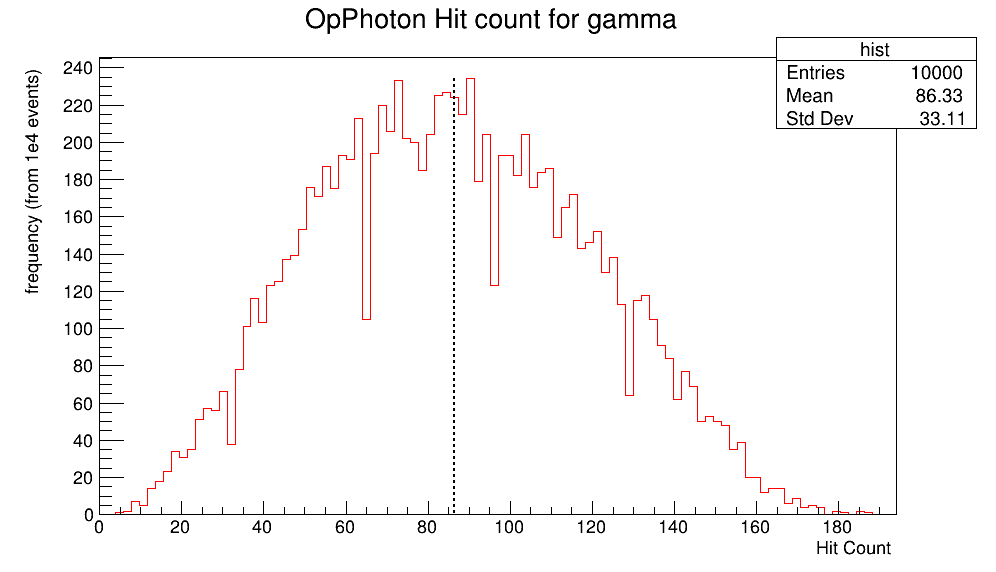 OpPhoton Hit count for gamma
hist
Entries 10000
Mean 86.33
Std Dev 33.11
frequency (from 1e4 events)
240
220
200
180
160
140
120
100
80
60
40
20
0
0 20 40 60 80 100 120 140 160 180
Hit Count